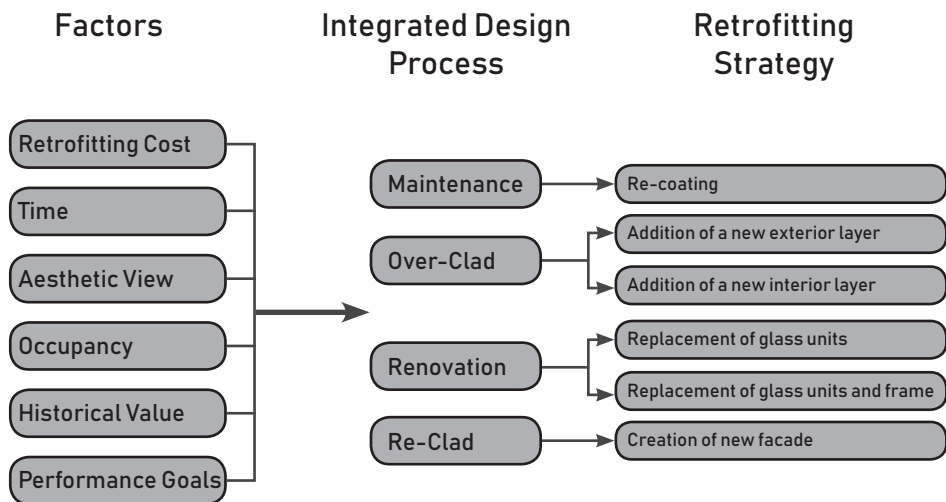 Factors
Integrated Design
Process
Retrofitting
Strategy
Retrofitting Cost
Time
Aesthetic View
Occupancy
Historical Value
Performance Goals
Maintenance
Over-Clad
Renovation
Re-Clad
Re-coating
Addition of a new exterior layer
Addition of a new interior layer
Replacement of glass units
Replacement of glass units and frame
Creation of new facade